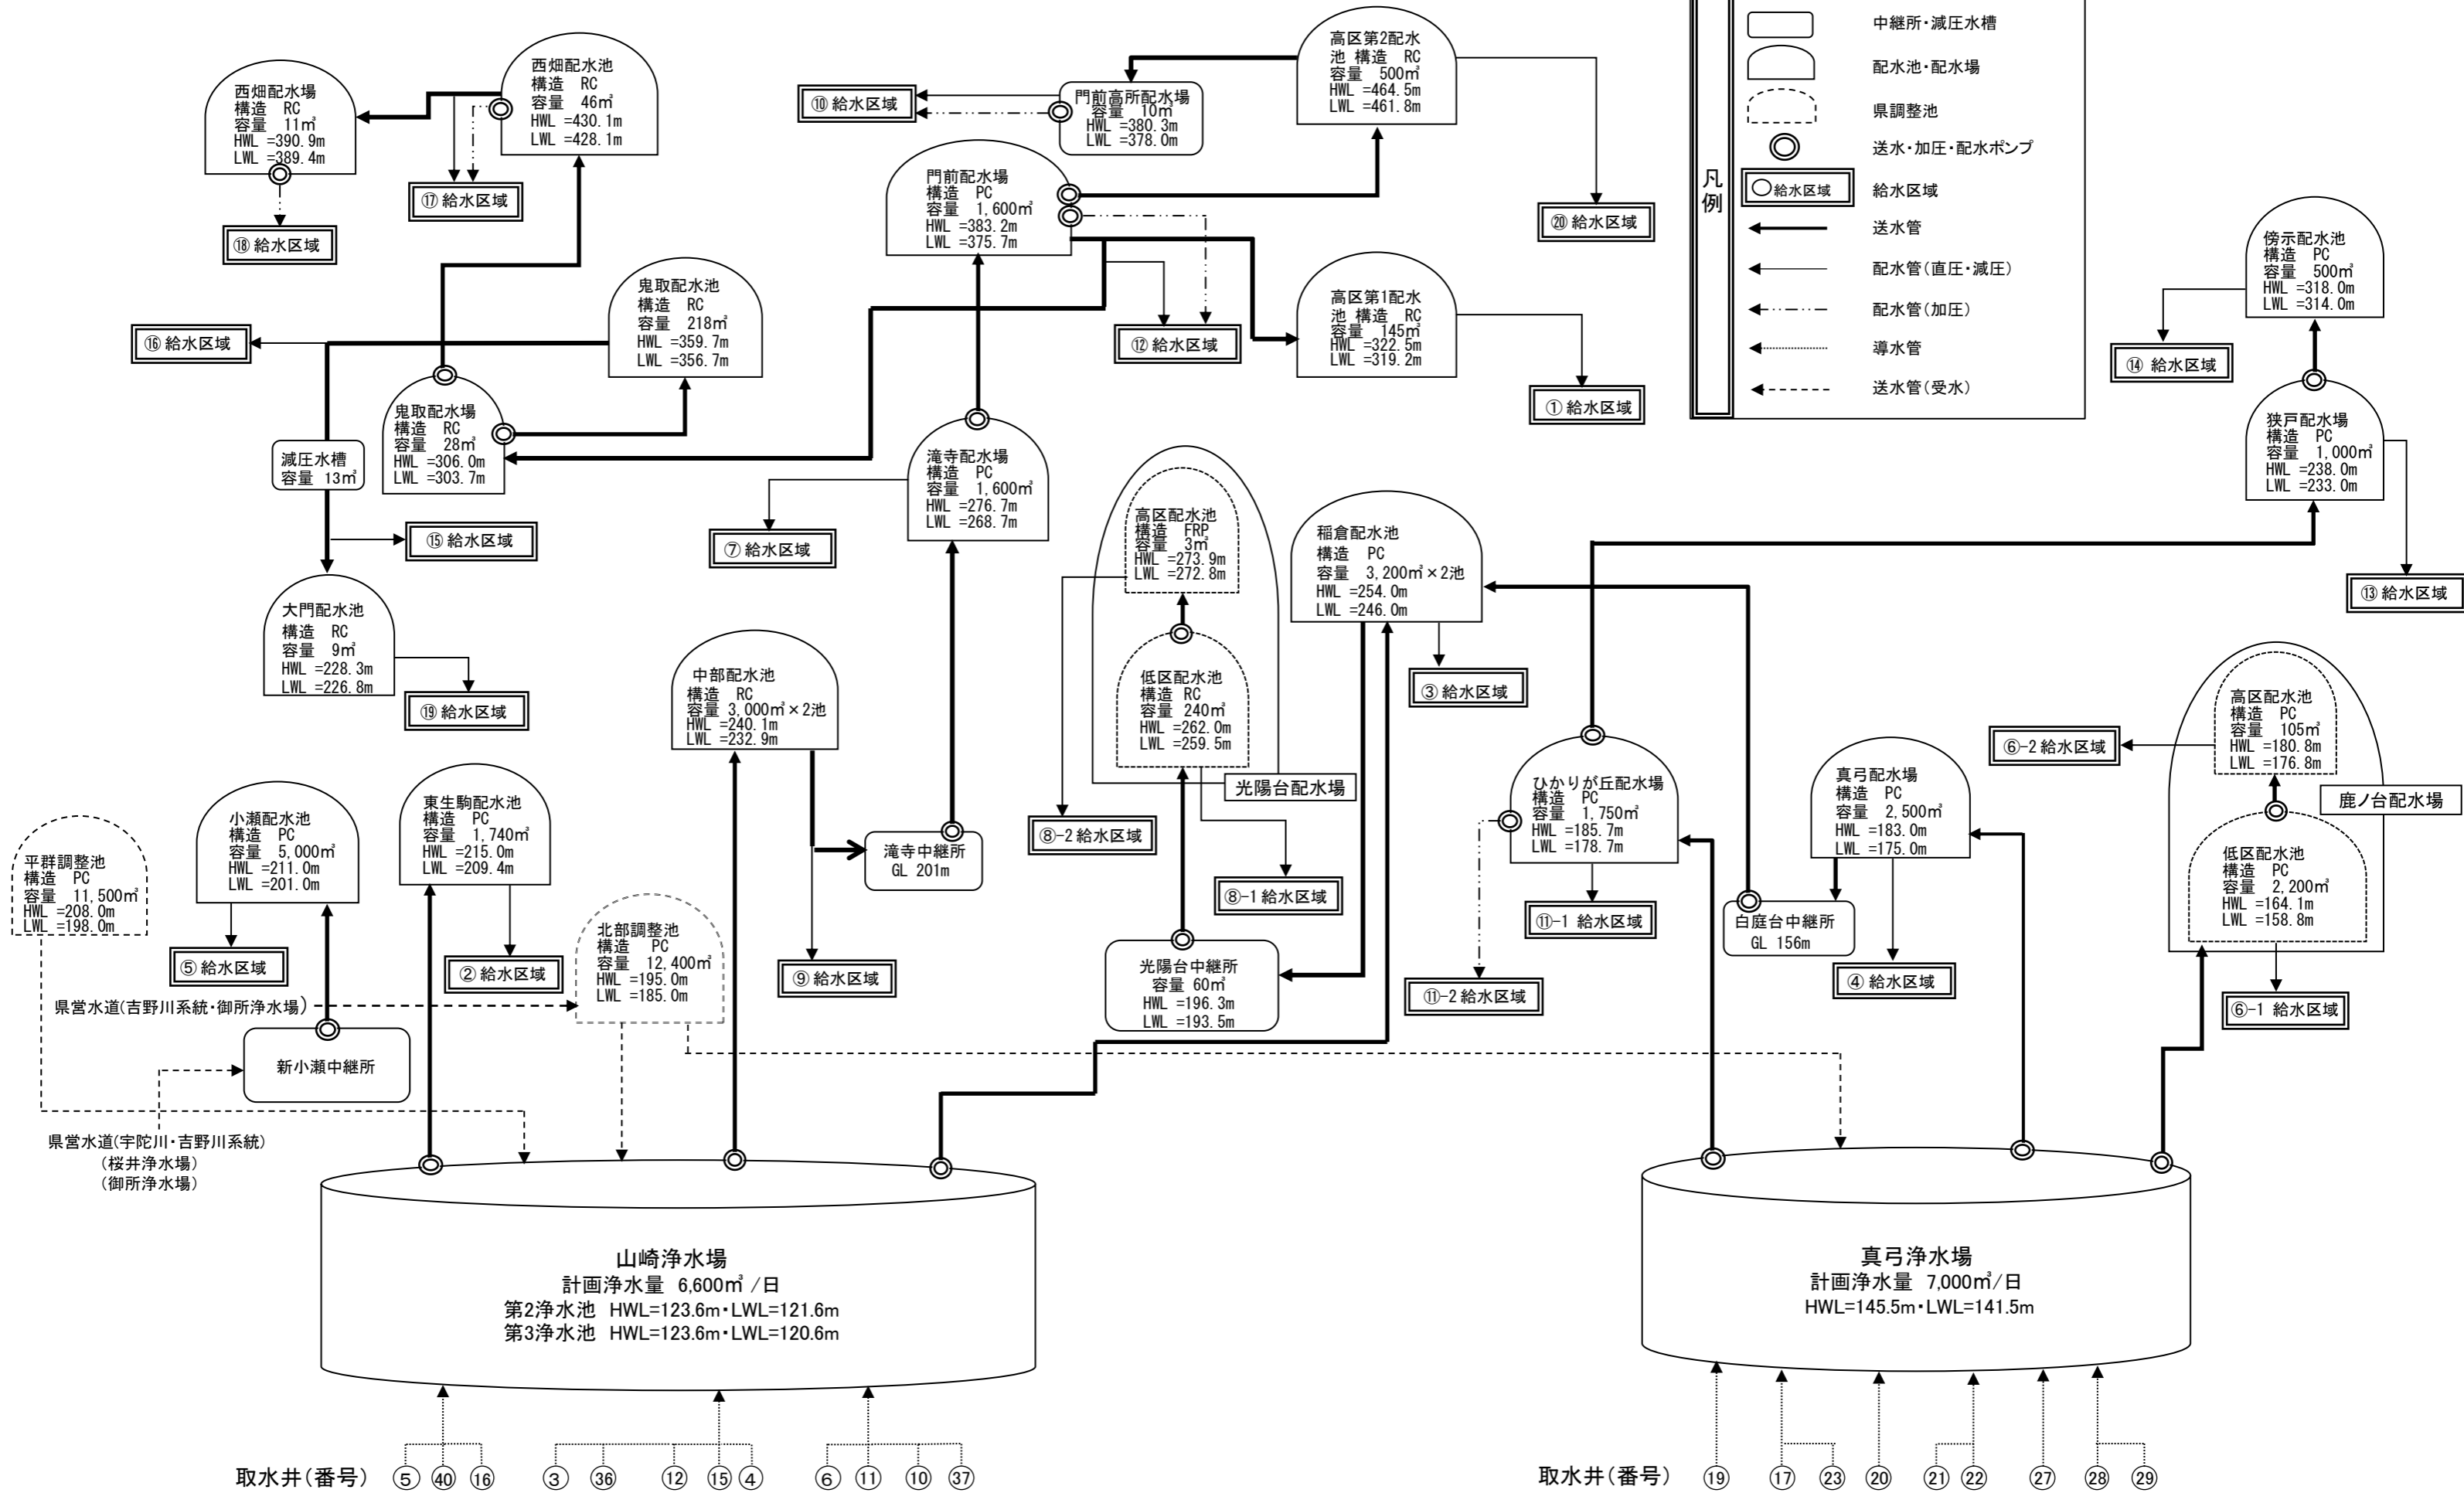 凡例
中継所・減圧水槽
配水池・配水場
県調整池
送水・加圧・配水ポンプ
○給水区域
給水区域
送水管
配水管(直圧・減圧)
配水管(加圧)
導水管
送水管(受水)
西畑配水場
構造 RC
容量 11㎥
HWL =390.9m
LWL =389.4m
⑱ 給水区域
西畑配水池
構造 RC
容量 46㎥
HWL =430.1m
LWL =428.1m
⑰ 給水区域
⑩ 給水区域
門前高所配水場
容量 10㎥
HWL =380.3m
LWL =378.0m
高区第2配水
池 構造 RC
容量 500㎥
HWL =464.5m
LWL =461.8m
⑳ 給水区域
門前配水場
構造 PC
容量 1,600㎥
HWL =383.2m
LWL =375.7m
⑫ 給水区域
高区第1配水
池 構造 RC
容量 145㎥
HWL =322.5m
LWL =319.2m
① 給水区域
傍示配水池
構造 PC
容量 500㎥
HWL =318.0m
LWL =314.0m
⑭ 給水区域
狭戸配水場
構造 PC
容量 1,000㎥
HWL =238.0m
LWL =233.0m
⑬ 給水区域
鬼取配水池
構造 RC
容量 218㎥
HWL =359.7m
LWL =356.7m
⑯ 給水区域
鬼取配水場
構造 RC
容量 28㎥
HWL =306.0m
LWL =303.7m
減圧水槽
容量 13㎥
⑮ 給水区域
大門配水池
構造 RC
容量 9㎥
HWL =228.3m
LWL =226.8m
⑲ 給水区域
滝寺配水場
構造 PC
容量 1,600㎥
HWL =276.7m
LWL =268.7m
⑦ 給水区域
高区配水池
構造 FRP
容量 3㎥
HWL =273.9m
LWL =272.8m
低区配水池
構造 RC
容量 240㎥
HWL =262.0m
LWL =259.5m
光陽台配水場
⑧-2 給水区域
⑧-1 給水区域
稲倉配水池
構造 PC
容量 3,200㎥×2池
HWL =254.0m
LWL =246.0m
③ 給水区域
中部配水池
構造 RC
容量 3,000㎥×2池
HWL =240.1m
LWL =232.9m
⑨ 給水区域
滝寺中継所
GL 201m
光陽台中継所
容量 60㎥
HWL =196.3m
LWL =193.5m
ひかりが丘配水場
構造 PC
容量 1,750㎥
HWL =185.7m
LWL =178.7m
⑪-1 給水区域
⑪-2 給水区域
真弓配水場
構造 PC
容量 2,500㎥
HWL =183.0m
LWL =175.0m
白庭台中継所
GL 156m
④ 給水区域
高区配水池
構造 PC
容量 105㎥
HWL =180.8m
LWL =176.8m
⑥-2 給水区域
鹿ノ台配水場
低区配水池
構造 PC
容量 2,200㎥
HWL =164.1m
LWL =158.8m
⑥-1 給水区域
平群調整池
構造 PC
容量 11,500㎥
HWL =208.0m
LWL =198.0m
小瀬配水池
構造 PC
容量 5,000㎥
HWL =211.0m
LWL =201.0m
⑤ 給水区域
東生駒配水池
構造 PC
容量 1,740㎥
HWL =215.0m
LWL =209.4m
② 給水区域
北部調整池
構造 PC
容量 12,400㎥
HWL =195.0m
LWL =185.0m
県営水道(吉野川系統・御所浄水場)
新小瀬中継所
県営水道(宇陀川・吉野川系統)
(桜井浄水場)
(御所浄水場)
山崎浄水場
計画浄水量 6,600㎥/日
第2浄水池 HWL=123.6m・LWL=121.6m
第3浄水池 HWL=123.6m・LWL=120.6m
真弓浄水場
計画浄水量 7,000㎥/日
HWL=145.5m・LWL=141.5m
取水井(番号) ⑤ ㊵ ⑯ ③ ㊱ ⑫ ⑮ ④ ⑥ ⑪ ⑩ ㊲
取水井(番号) ⑲ ⑰ ㉓ ⑳ ㉑ ㉒ ㉗ ㉘ ㉙